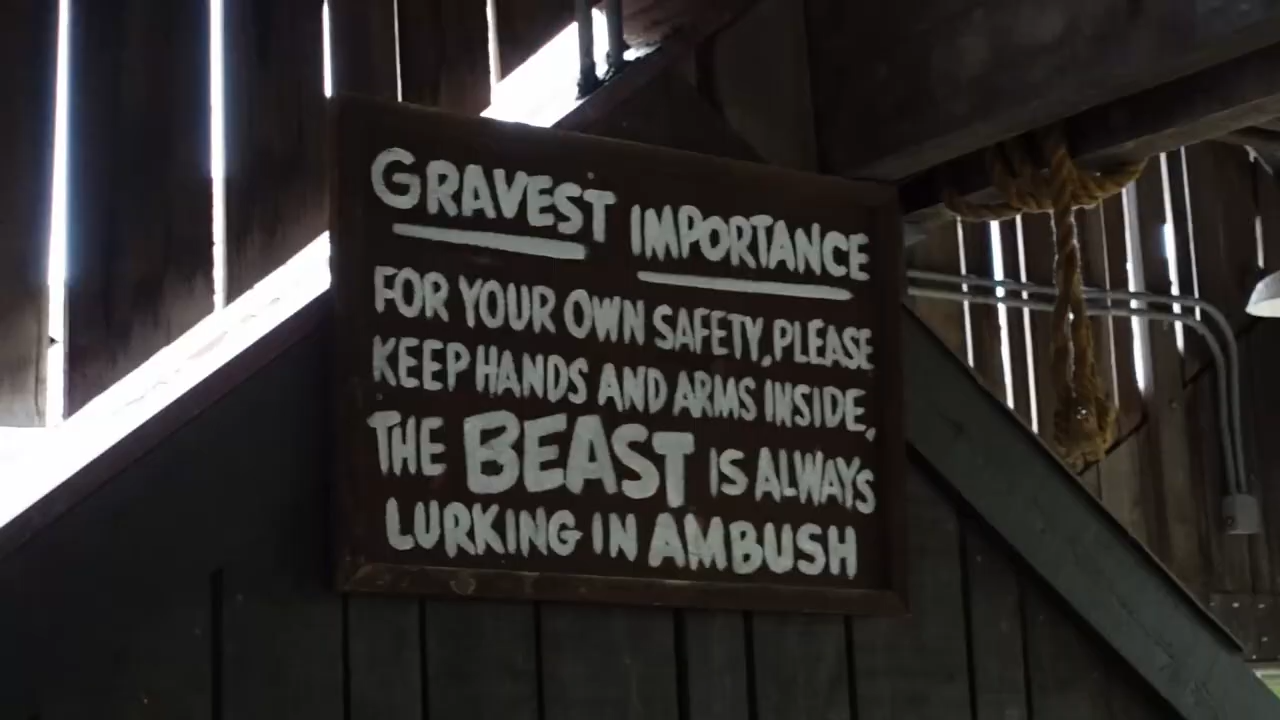 GRAVEST IMPORTANCE
FOR YOUR OWN SAFETY, PLEASE
KEEP HANDS AND ARMS INSIDE,
THE BEAST IS ALWAYS
LURKING IN AMBUSH